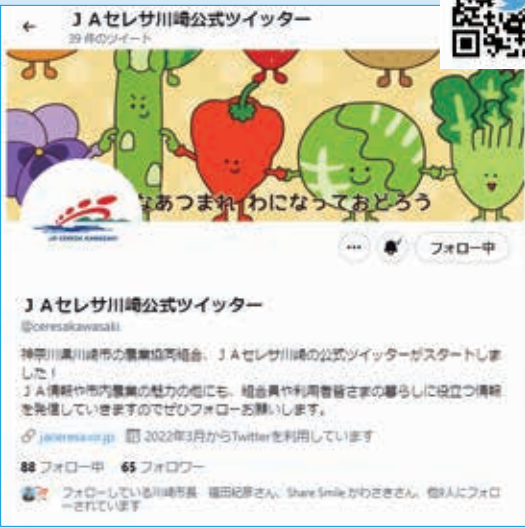 ＪＡセレサ川崎公式ツイッター
39 件のツイート
なあつまれ わになっておどろう
フォロー中
ＪＡセレサ川崎公式ツイッター
@ceresakawasaki
神奈川県川崎市の農業協同組合、ＪＡセレサ川崎の公式ツイッターがスタートしま
した！
ＪＡ情報や市内農業の魅力の他にも、組合員や利用者皆さまの暮らしに役立つ情報
を発信していきますのでぜひフォローお願いします。
jaceresa.or.jp 2022年3月からTwitterを利用しています
88 フォロー中 65 フォロワー
フォローしている川崎市長 福田紀彦さん、Share Smile かわさきさん、他8人にフォロ
ーされています